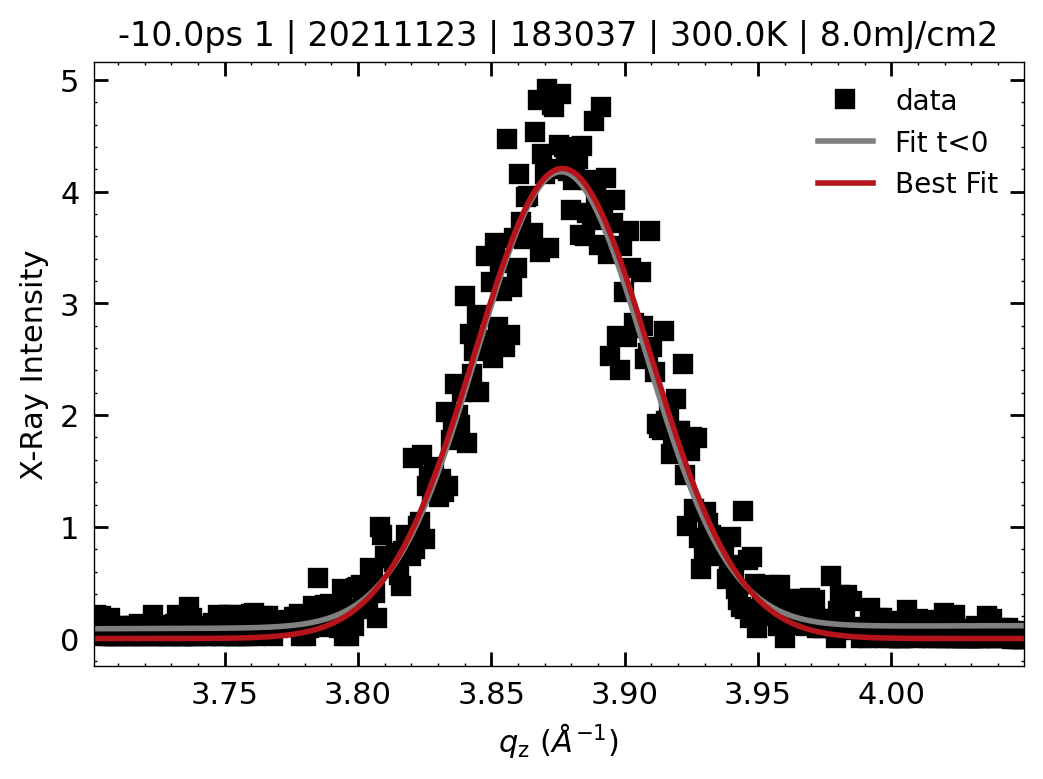 -10.0ps 1 | 20211123 | 183037 | 300.0K | 8.0mJ/cm2
data
Fit t<0
Best Fit
X-Ray Intensity
5
4
3
2
1
0
3.75 3.80 3.85 3.90 3.95 4.00
q_z (Å⁻¹)